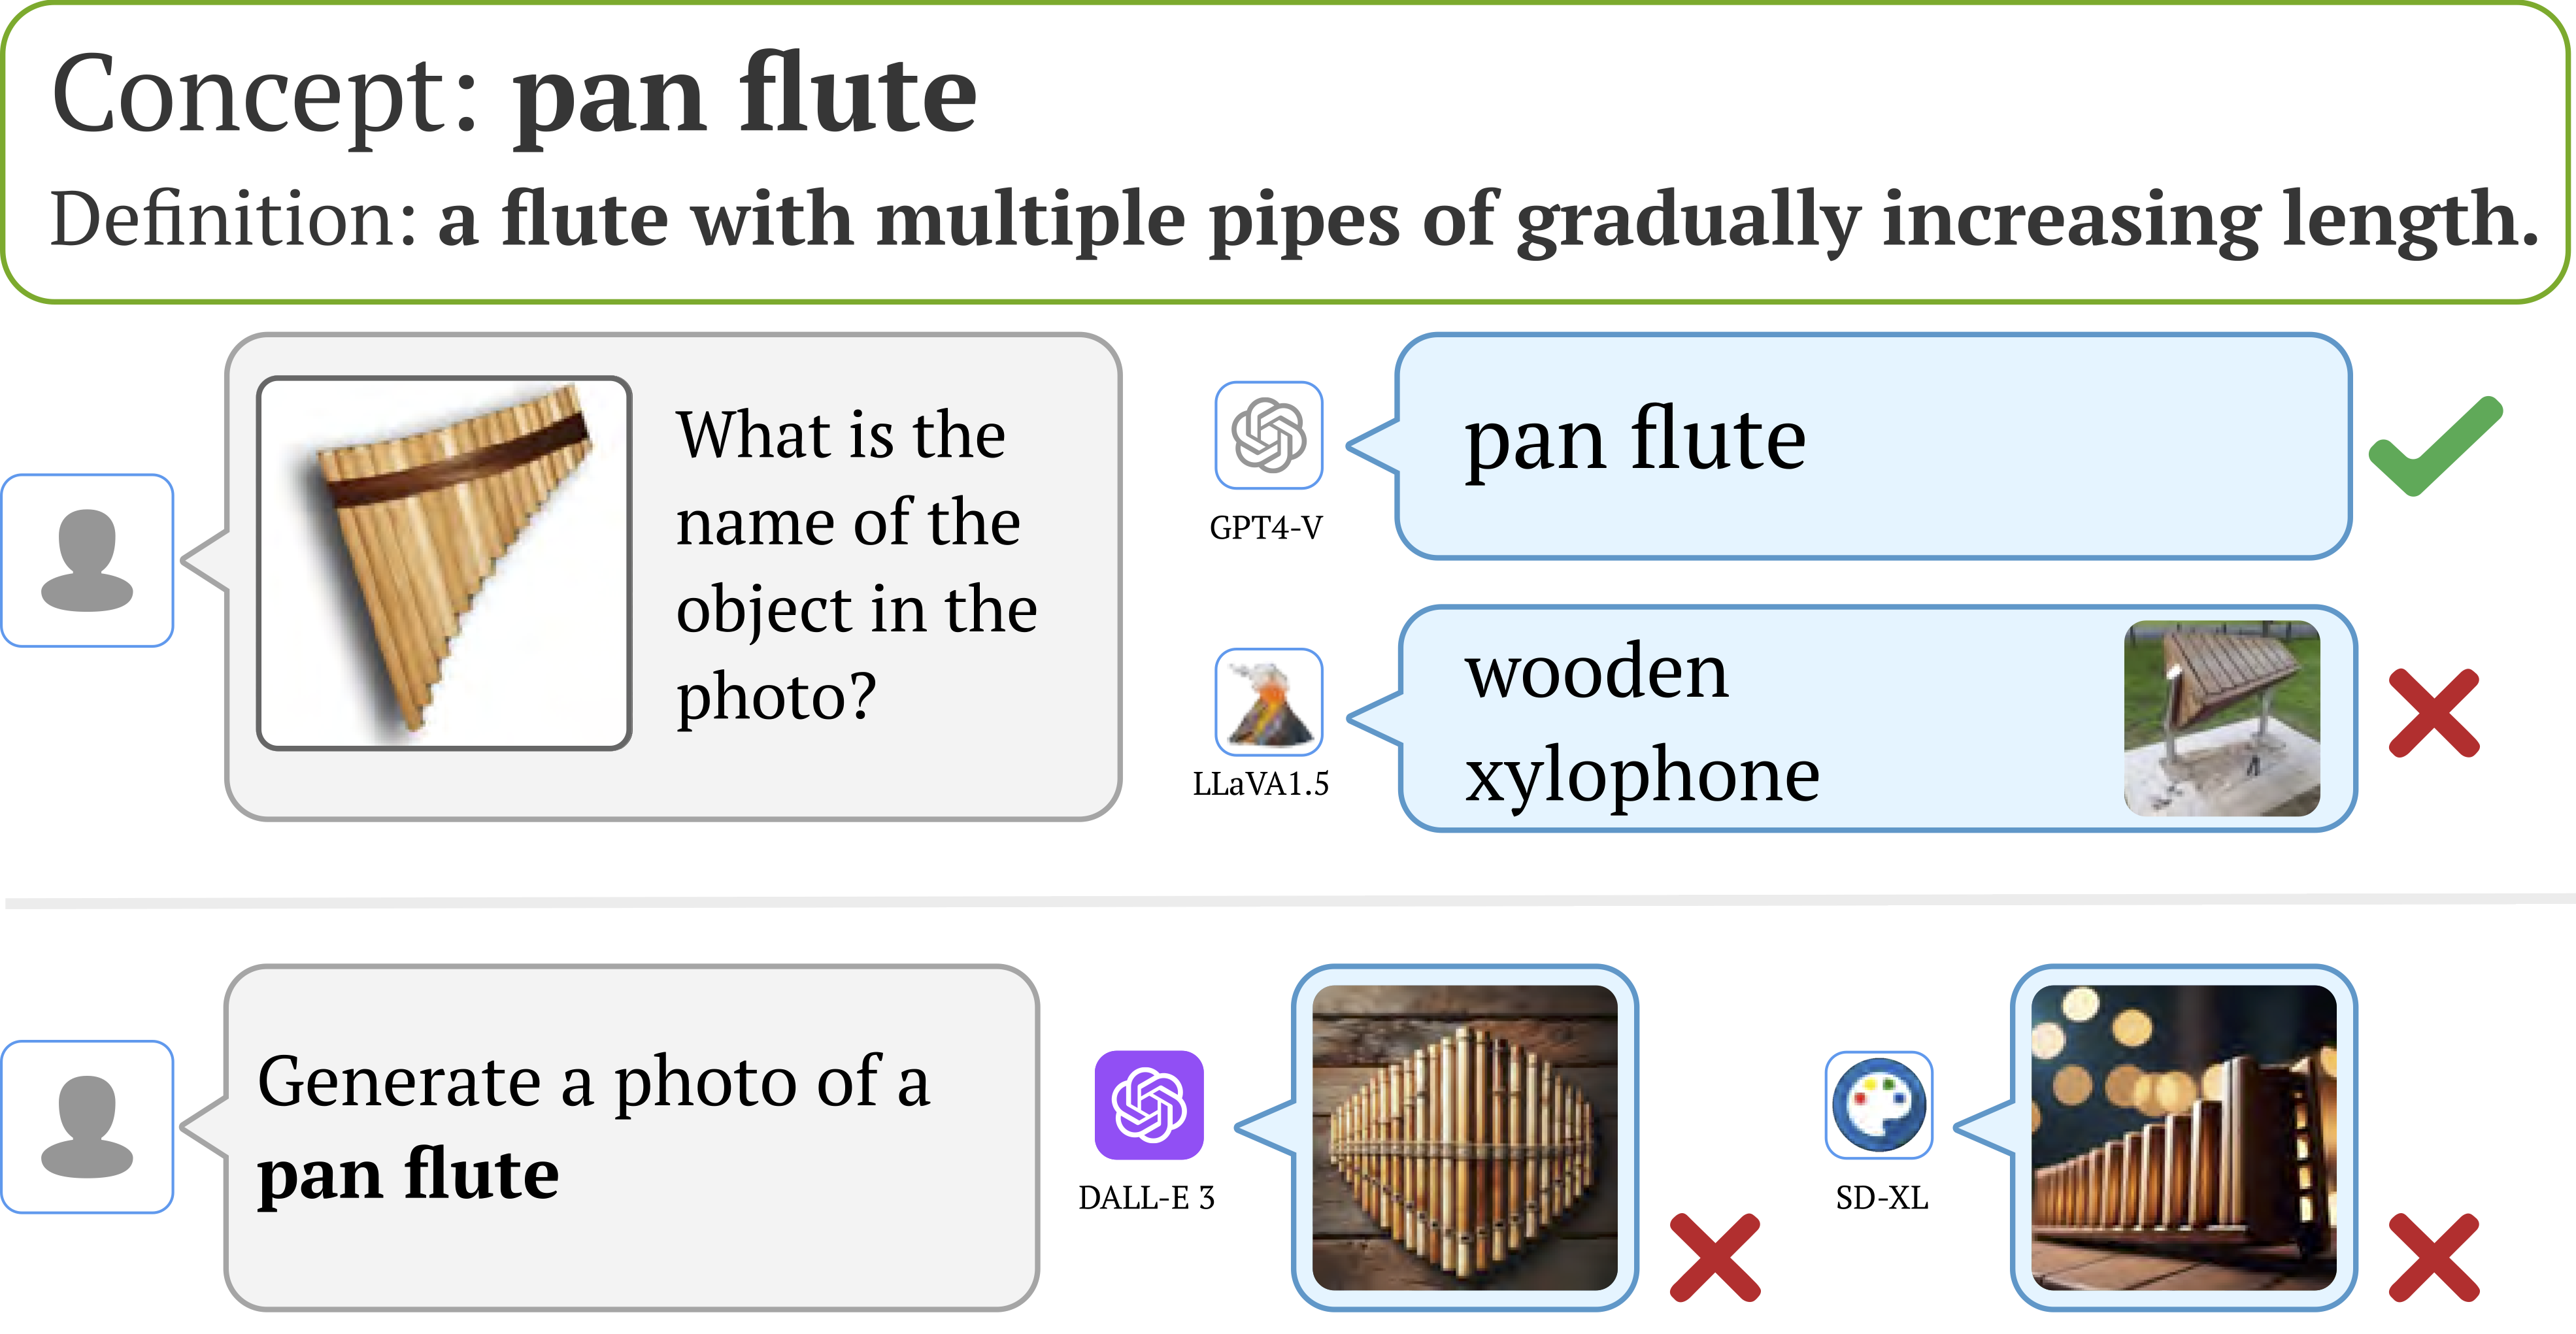 Concept: pan flute
Definition: a flute with multiple pipes of gradually increasing length.
What is the
name of the
object in the
photo?
GPT4-V
pan flute
LLaVA1.5
wooden
xylophone
Generate a photo of a
pan flute
DALL-E 3
SD-XL